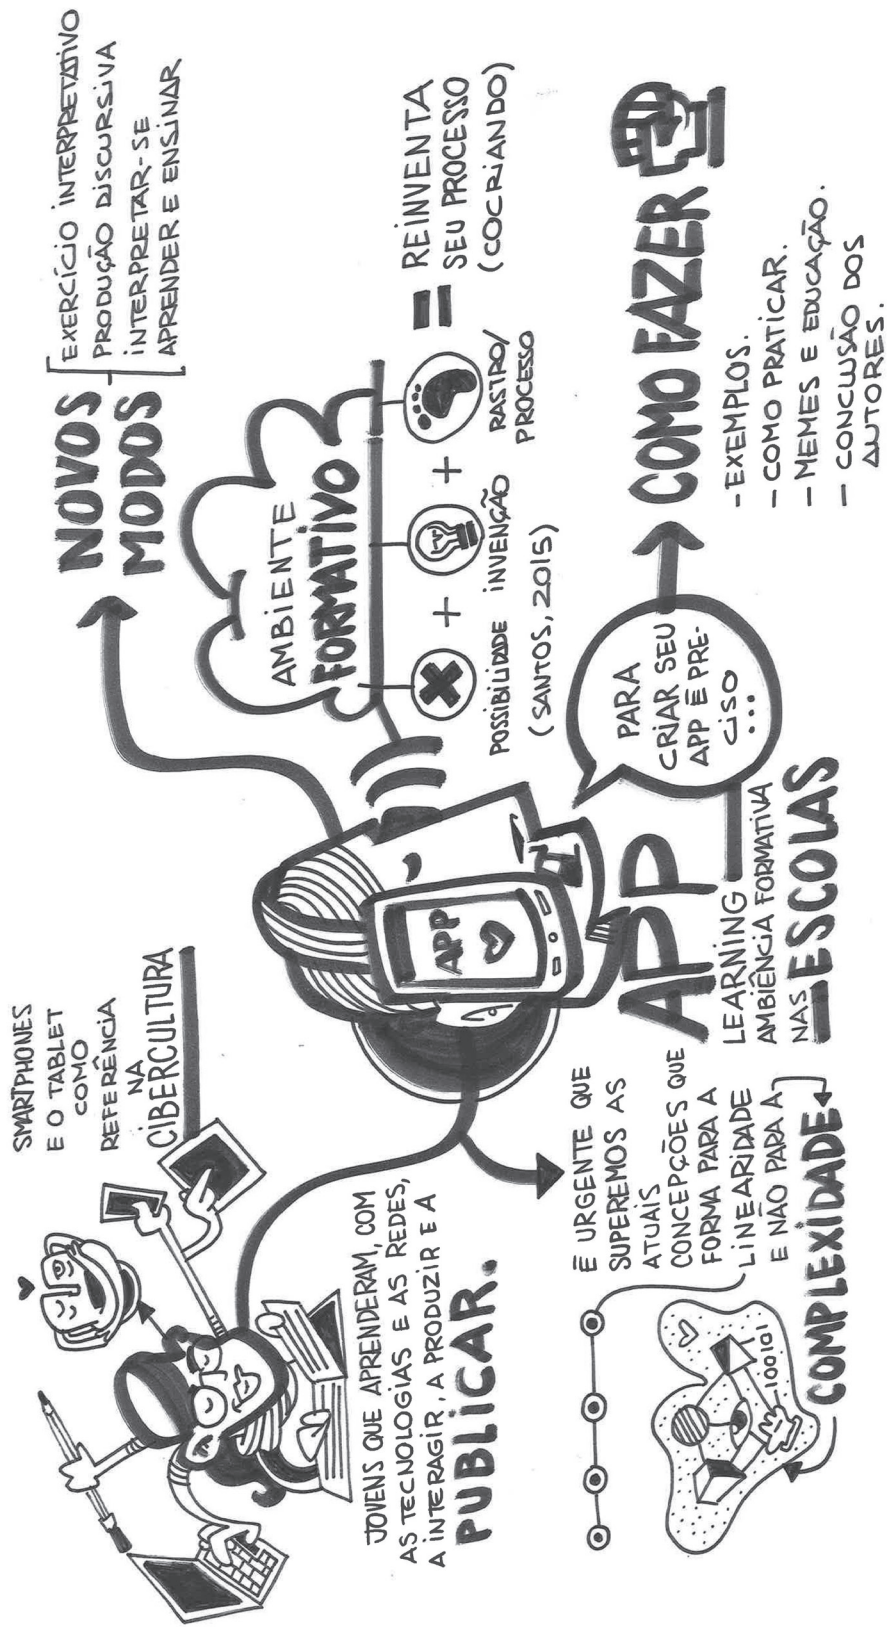 SMARTPHONES
E O TABLET
COMO
REFERÊNCIA
NA
CIBERCULTURA
JOVENS QUE APRENDERAM, COM
AS TECNOLOGIAS E AS REDES,
A INTERAGIR, A PRODUZIR E A
PUBLICAR.
NOVOS
MODOS
EXERCÍCIO INTERPRETATIVO
PRODUÇÃO DISCURSIVA
INTERPRETAR-SE
APRENDER E ENSINAR
AMBIENTE
FORMATIVO
POSSIBILIDADE + INVENÇÃO + RASTRO/
PROCESSO
(SANTOS, 2015)
= REINVENTA
SEU PROCESSO
(COCRIANDO)
APP
APP
LEARNING
AMBIÊNCIA FORMATIVA
NAS ESCOLAS
É URGENTE QUE
SUPEREMOS AS
ATUAIS
CONCEPÇÕES QUE
FORMA PARA A
LINEARIDADE
E NÃO PARA A
COMPLEXIDADE
100101
PARA
CRIAR SEU
APP É PRE-
CISO
...
COMO FAZER
- EXEMPLOS.
- COMO PRATICAR.
- MEMES E EDUCAÇÃO.
- CONCLUSÃO DOS
AUTORES.